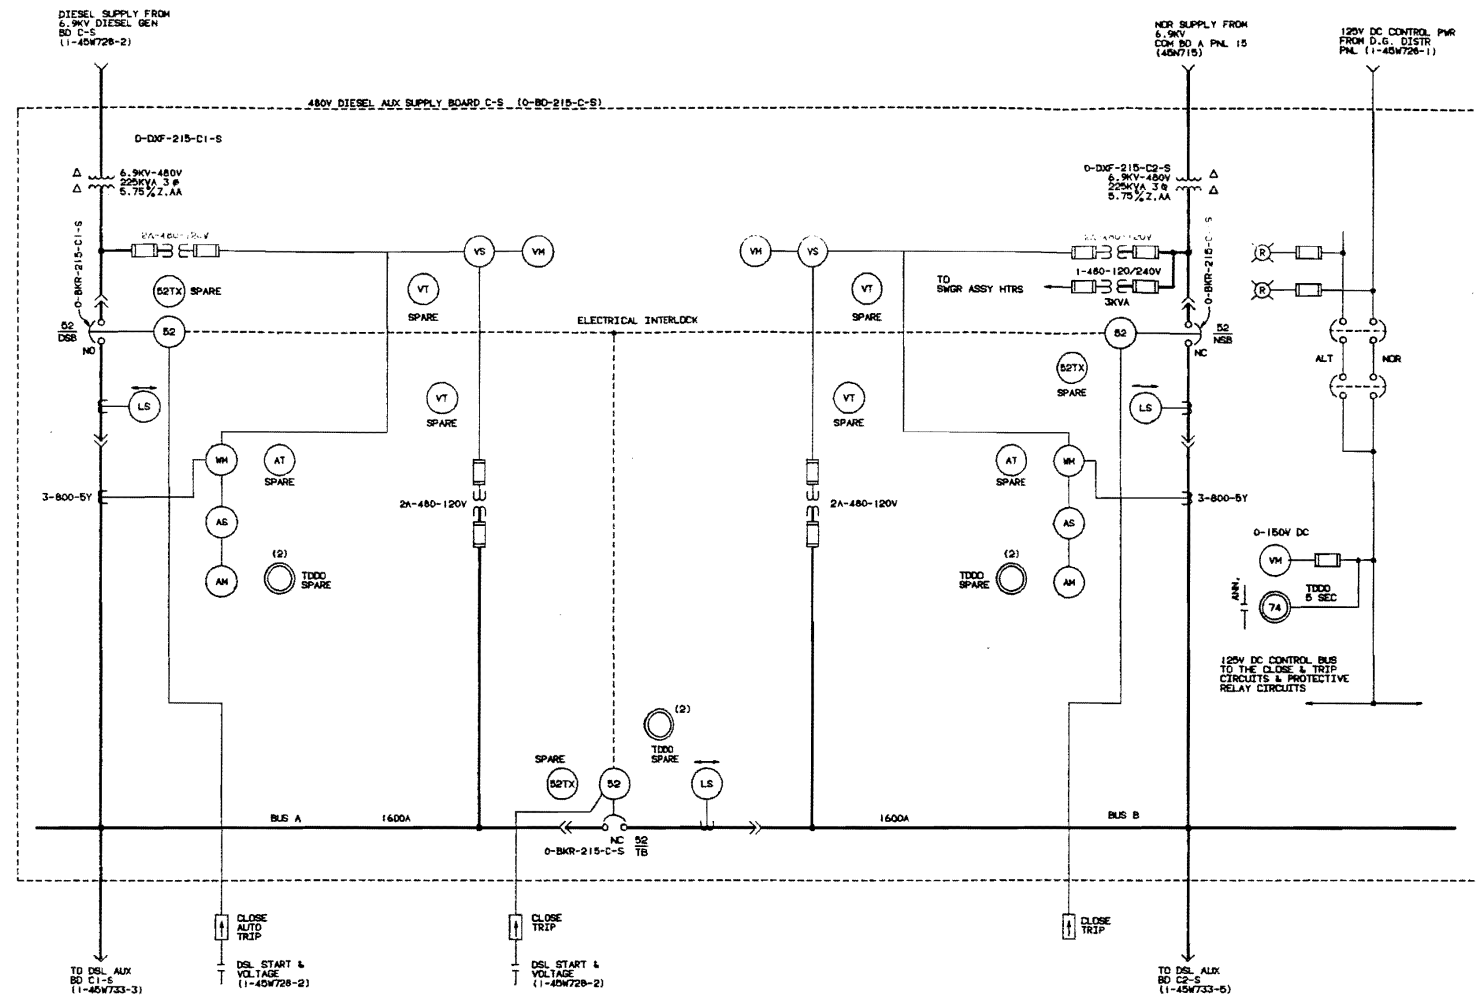 DIESEL SUPPLY FROM
6.9KV DIESEL GEN
BD C-S
(1-45W728-2)
NOR SUPPLY FROM
6.9KV
COM BD A PNL 15
(45N715)
125V DC CONTROL PWR
FROM D.G. DISTR
PNL (1-45W726-1)
480V DIESEL AUX SUPPLY BOARD C-S (0-BD-215-C-S)
0-DXF-215-C1-S
6.9KV-480V
225KVA 3Ø
5.75%Z.AA
0-DXF-215-C2-S
6.9KV-480V
225KVA 3Ø
5.75%Z.AA
0-BKR-215-C1-S
2A-480-120V
VS
VM
VM
VS
2A-480-120V
1-480-120/240V
3KVA
TO
SWGR ASSY HTRS
R
R
52TX SPARE
VT
SPARE
VT
SPARE
52
DSB
52
NO
ELECTRICAL INTERLOCK
52
52
NSB
NC
52TX
SPARE
ALT
NOR
LS
VT
SPARE
VT
SPARE
LS
WH
AT
SPARE
AT
SPARE
WH
3-800-5Y
2A-480-120V
2A-480-120V
3-800-5Y
AS
AS
0-150V DC
VM
(2)
TDDO
SPARE
(2)
TDDO
SPARE
AM
AM
ANN.
74
TDDO
5 SEC
125V DC CONTROL BUS
TO THE CLOSE & TRIP
CIRCUITS & PROTECTIVE
RELAY CIRCUITS
(2)
TDDO
SPARE
SPARE
52TX
52
LS
BUS A
1600A
1600A
BUS B
NC
52
TB
0-BKR-215-C-S
CLOSE
AUTO
TRIP
CLOSE
TRIP
CLOSE
TRIP
TO DSL AUX
BD C1-S
(1-45W733-3)
DSL START &
VOLTAGE
(1-45W728-2)
DSL START &
VOLTAGE
(1-45W728-2)
TO DSL AUX
BD C2-S
(1-45W733-5)